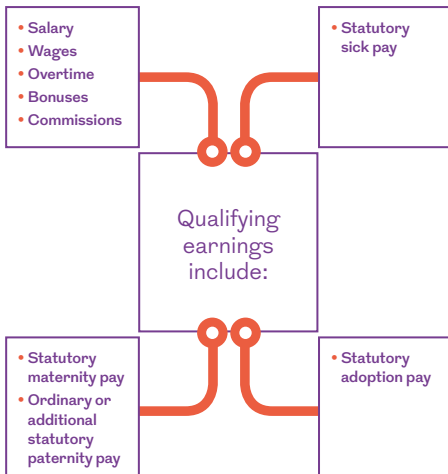 • Salary
• Wages
• Overtime
• Bonuses
• Commissions
• Statutory
sick pay
Qualifying
earnings
include:
• Statutory
maternity pay
• Ordinary or
additional
statutory
paternity pay
• Statutory
adoption pay